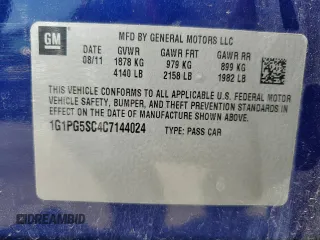 GM
MFD BY GENERAL MOTORS LLC
DATE GVWR GAWR FRT GAWR RR
08/11 1878 KG 979 KG 899 KG
4140 LB 2158 LB 1982 LB
THIS VEHICLE CONFORMS TO ALL APPLICABLE U.S. FEDERAL MOTOR
VEHICLE SAFETY, BUMPER, AND THEFT PREVENTION STANDARDS
IN EFFECT ON THE DATE OF MANUFACTURE SHOWN ABOVE.
1G1PG5SC4C7144024 TYPE: PASS CAR
DREAMBID